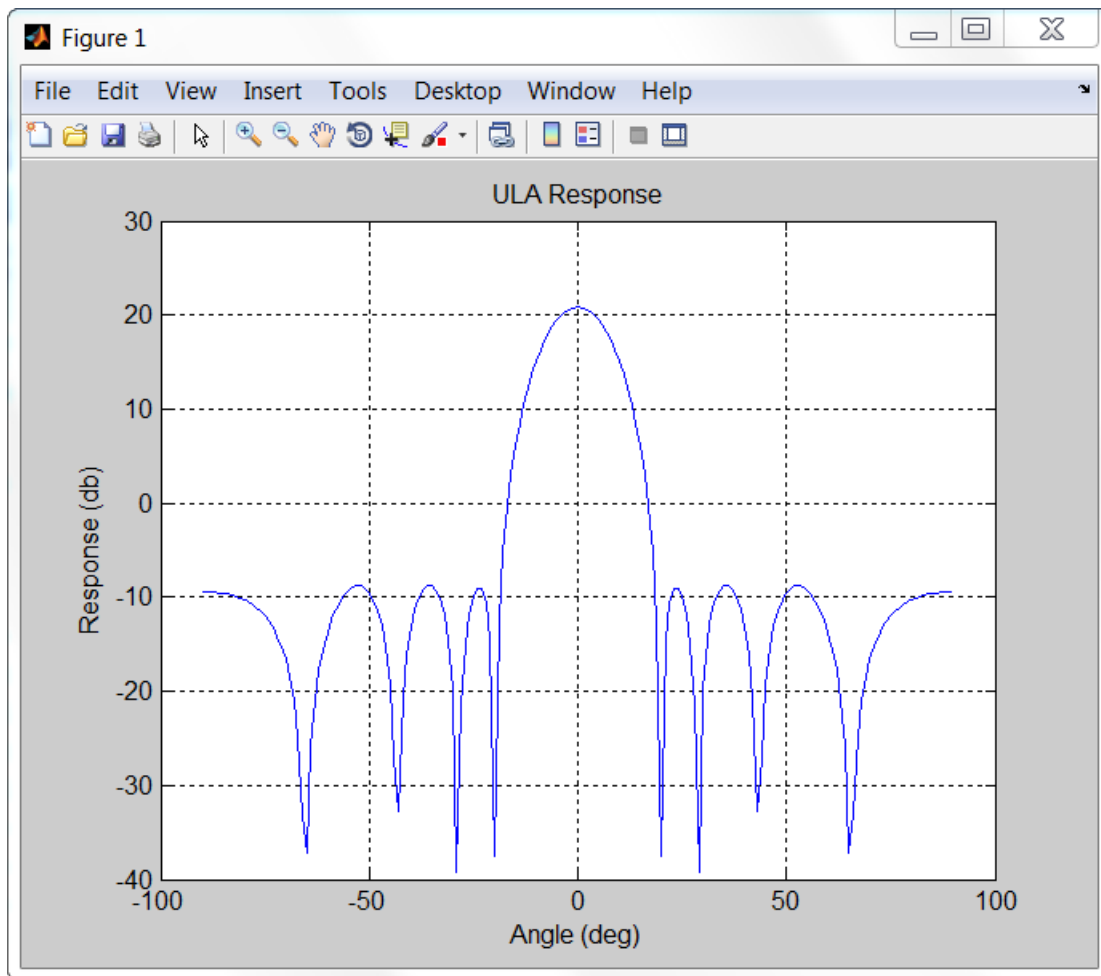 Figure 1
File Edit View Insert Tools Desktop Window Help
ULA Response
30
20
10
0
-10
-20
-30
-40
Response (db)
-100 -50 0 50 100
Angle (deg)